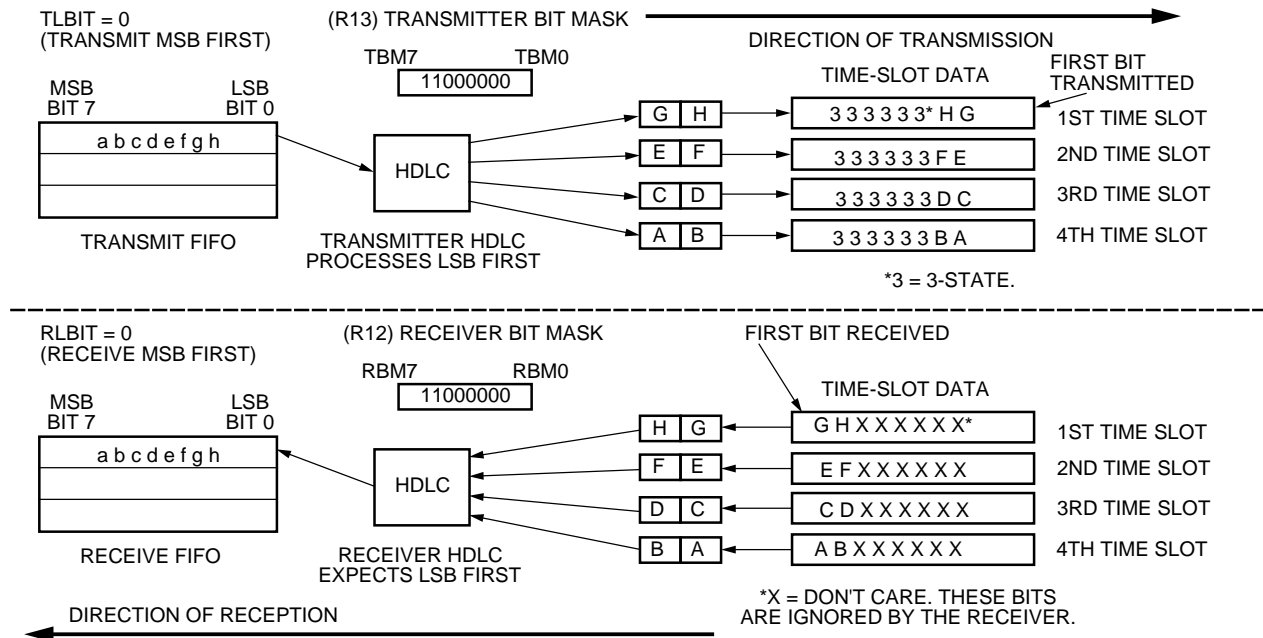 TLBIT = 0
(TRANSMIT MSB FIRST)
(R13) TRANSMITTER BIT MASK
DIRECTION OF TRANSMISSION
TBM7 TBM0
11000000
TIME-SLOT DATA
FIRST BIT
TRANSMITTED
MSB
BIT 7
LSB
BIT 0
a b c d e f g h
TRANSMIT FIFO
HDLC
TRANSMITTER HDLC
PROCESSES LSB FIRST
G H
3 3 3 3 3 3* H G
1ST TIME SLOT
E F
3 3 3 3 3 3 F E
2ND TIME SLOT
C D
3 3 3 3 3 3 D C
3RD TIME SLOT
A B
3 3 3 3 3 3 B A
4TH TIME SLOT
*3 = 3-STATE.
RLBIT = 0
(RECEIVE MSB FIRST)
(R12) RECEIVER BIT MASK
FIRST BIT RECEIVED
RBM7 RBM0
11000000
TIME-SLOT DATA
MSB
BIT 7
LSB
BIT 0
a b c d e f g h
RECEIVE FIFO
HDLC
RECEIVER HDLC
EXPECTS LSB FIRST
H G
G H X X X X X X*
1ST TIME SLOT
F E
E F X X X X X X
2ND TIME SLOT
D C
C D X X X X X X
3RD TIME SLOT
B A
A B X X X X X X
4TH TIME SLOT
*X = DON'T CARE. THESE BITS
ARE IGNORED BY THE RECEIVER.
DIRECTION OF RECEPTION